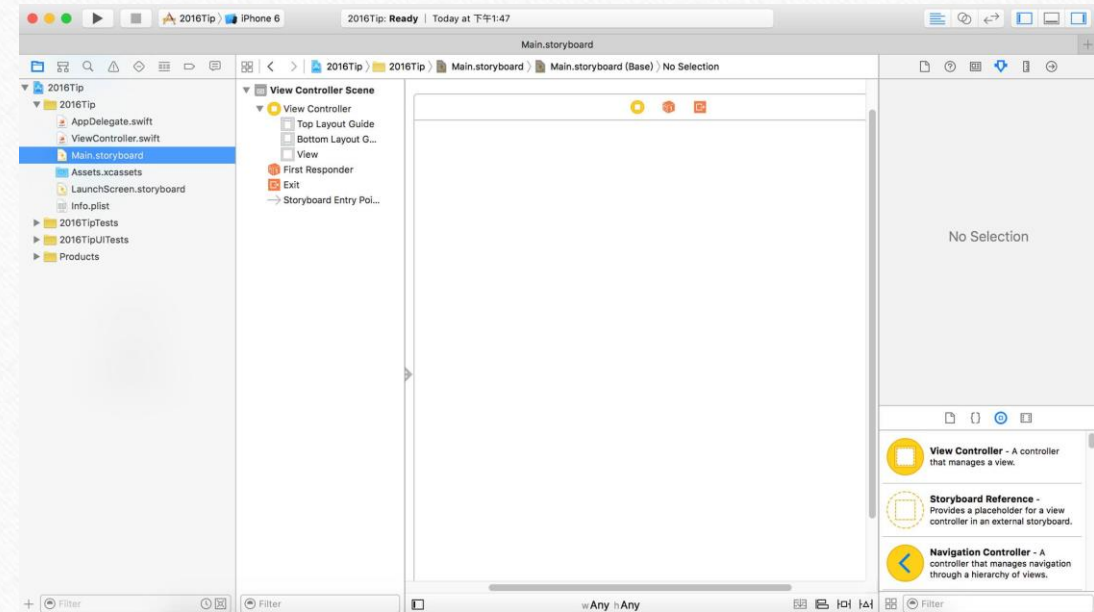 2016Tip
iPhone 6
2016Tip: Ready | Today at 下午1:47
Main.storyboard
2016Tip
2016Tip
Main.storyboard
Main.storyboard (Base)
No Selection
2016Tip
2016Tip
AppDelegate.swift
ViewController.swift
Main.storyboard
Assets.xcassets
LaunchScreen.storyboard
Info.plist
2016TipTests
2016TipUITests
Products
Filter
View Controller Scene
View Controller
Top Layout Guide
Bottom Layout G...
View
First Responder
Exit
Storyboard Entry Poi...
Filter
wAny hAny
No Selection
View Controller - A controller
that manages a view.
Storyboard Reference -
Provides a placeholder for a view
controller in an external storyboard.
Navigation Controller - A
controller that manages navigation
through a hierarchy of views.
Filter